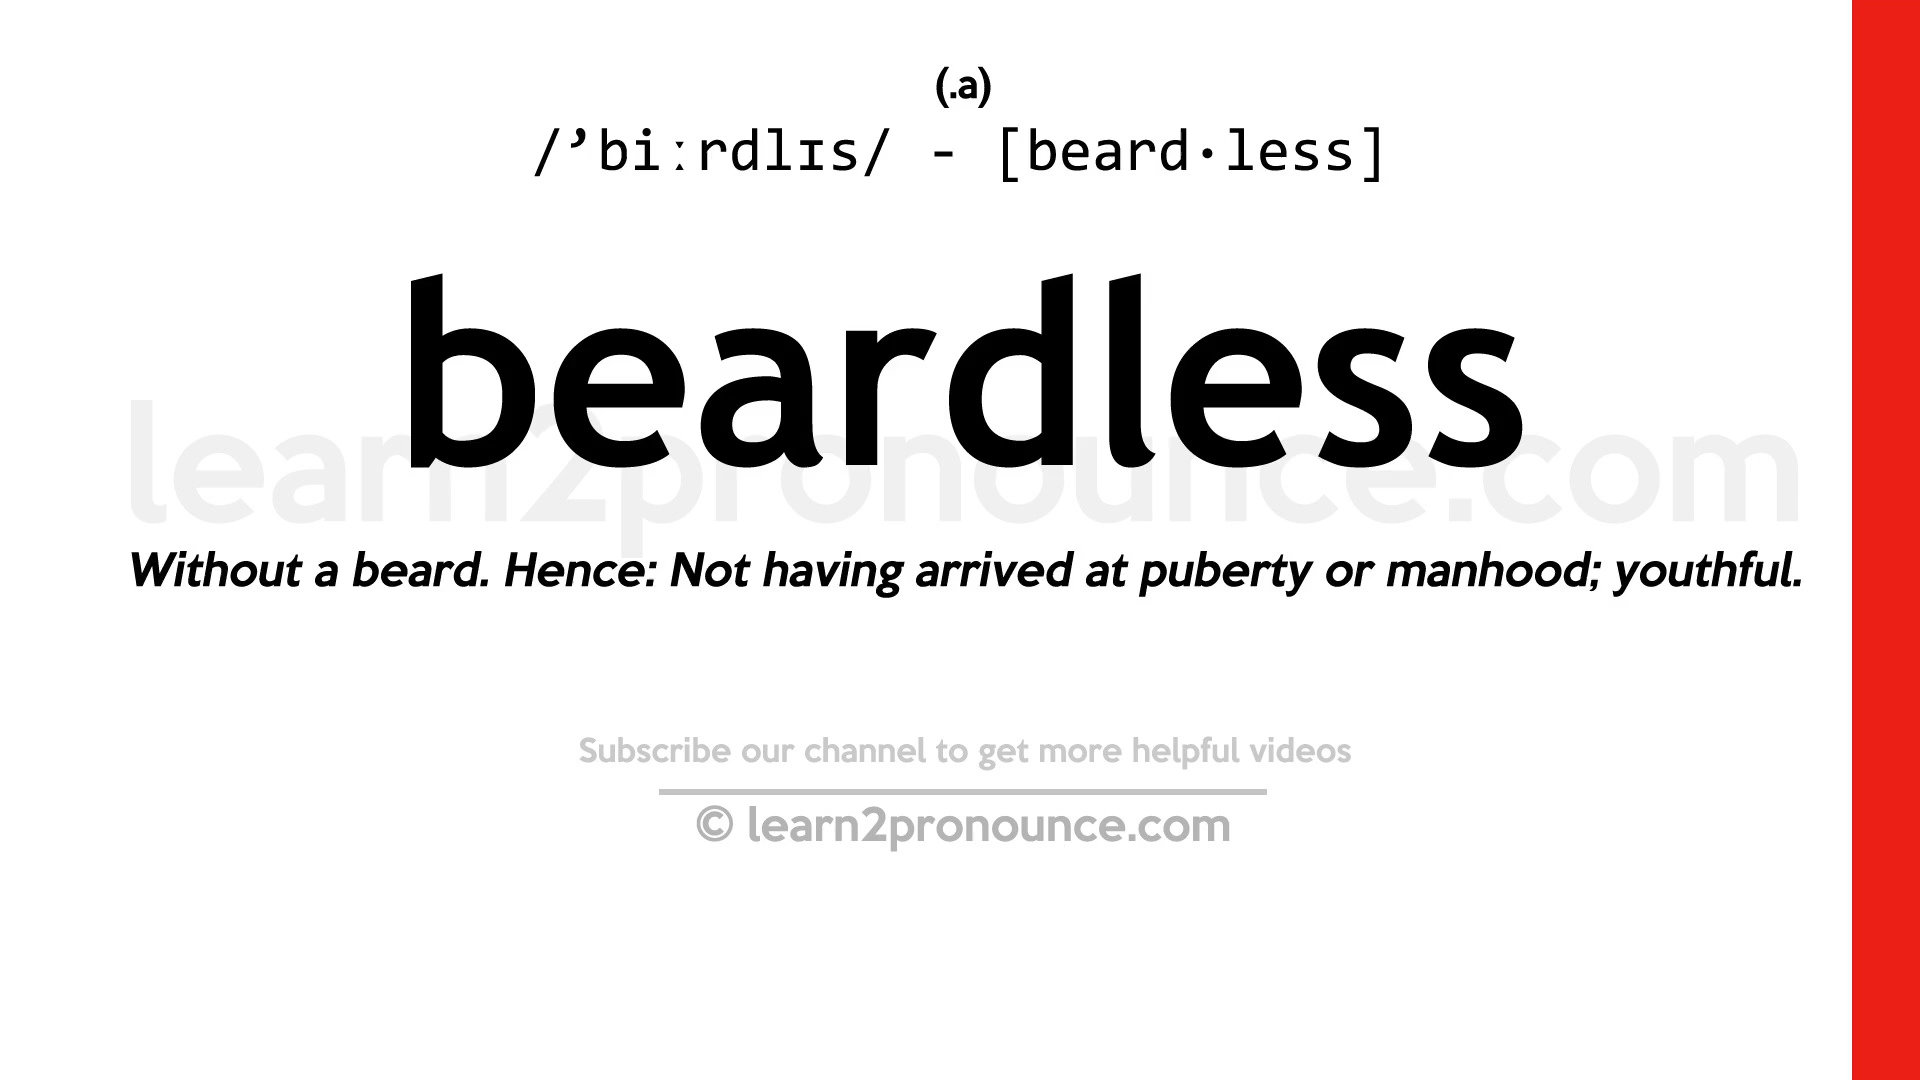 (.a)
/’biːrdlɪs/ - [beard·less]
beardless
learn2pronounce.com
Without a beard. Hence: Not having arrived at puberty or manhood; youthful.
Subscribe our channel to get more helpful videos
© learn2pronounce.com